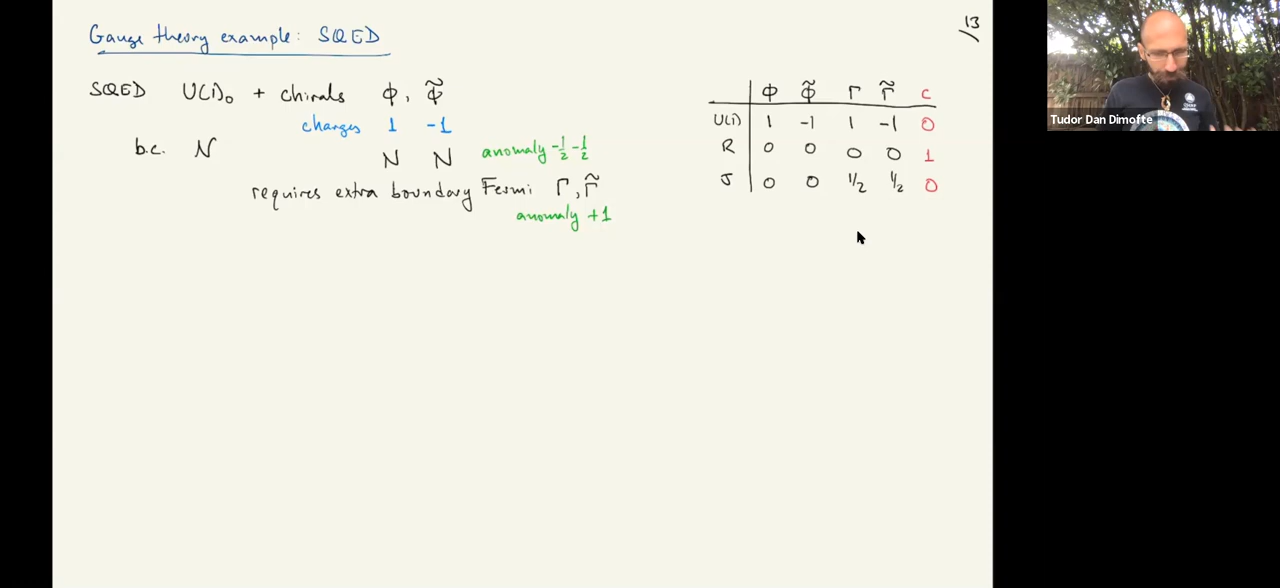 13
Gauge theory example: SQED
SQED U(1)₀ + chirals Φ, Φ̃
charges 1 -1
b.c. N N N anomaly -½ -½
requires extra boundary Fermi Γ, Γ̃
anomaly +1
Φ Φ̃ Γ Γ̃ c
U(1) 1 -1 1 -1 0
R 0 0 0 0 1
J 0 0 1/2 1/2 0
Tudor Dan Dimofte